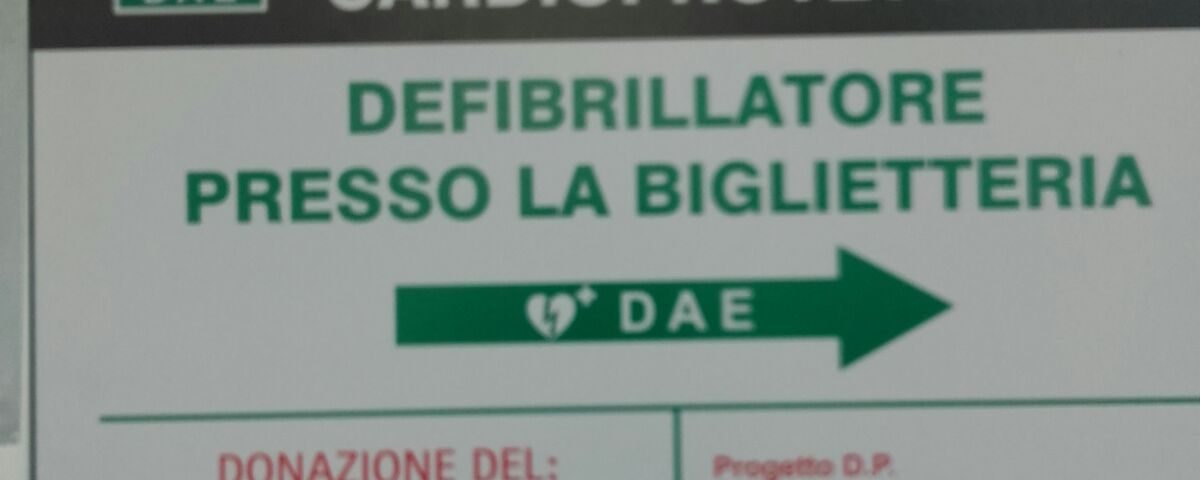 DEFIBRILLATORE
PRESSO LA BIGLIETTERIA
DAE
DONAZIONE DEL:
Progetto D.P.